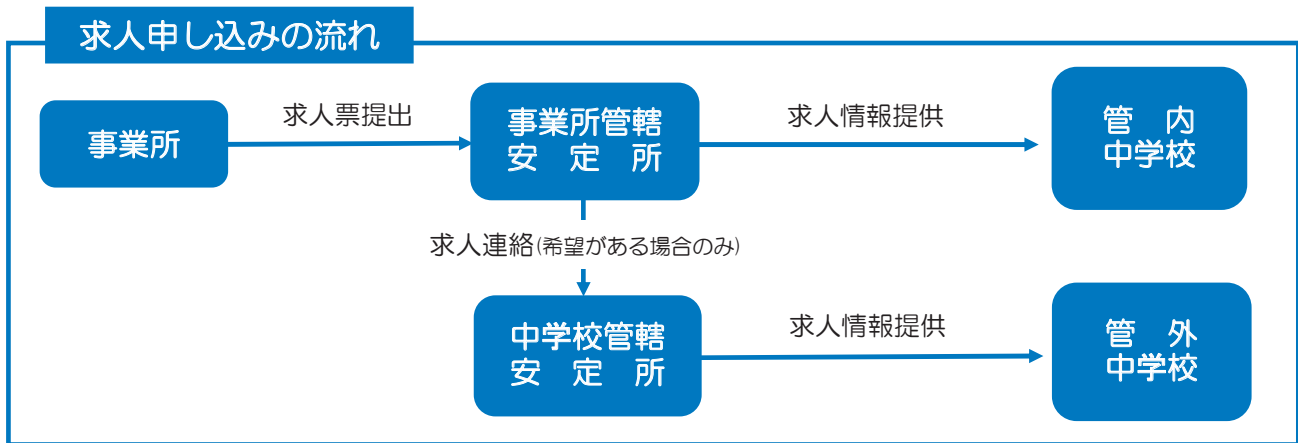 求人申し込みの流れ
事業所
求人票提出
事業所管轄
安定所
求人情報提供
管内
中学校
求人連絡(希望がある場合のみ)
中学校管轄
安定所
求人情報提供
管外
中学校